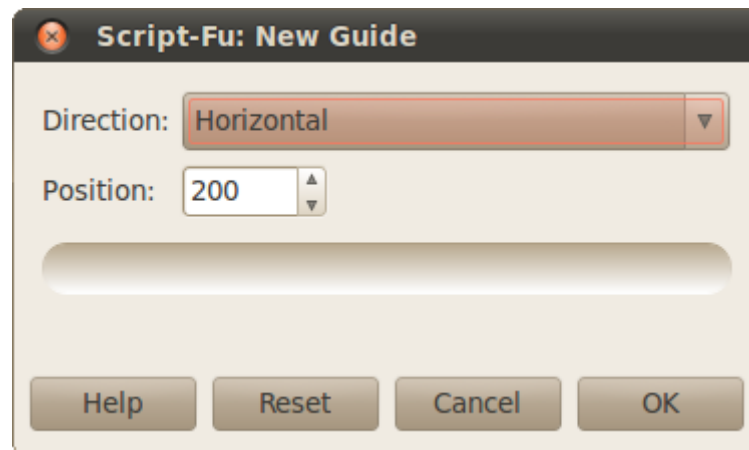 Script-Fu: New Guide
Direction: Horizontal
Position: 200
Help Reset Cancel OK